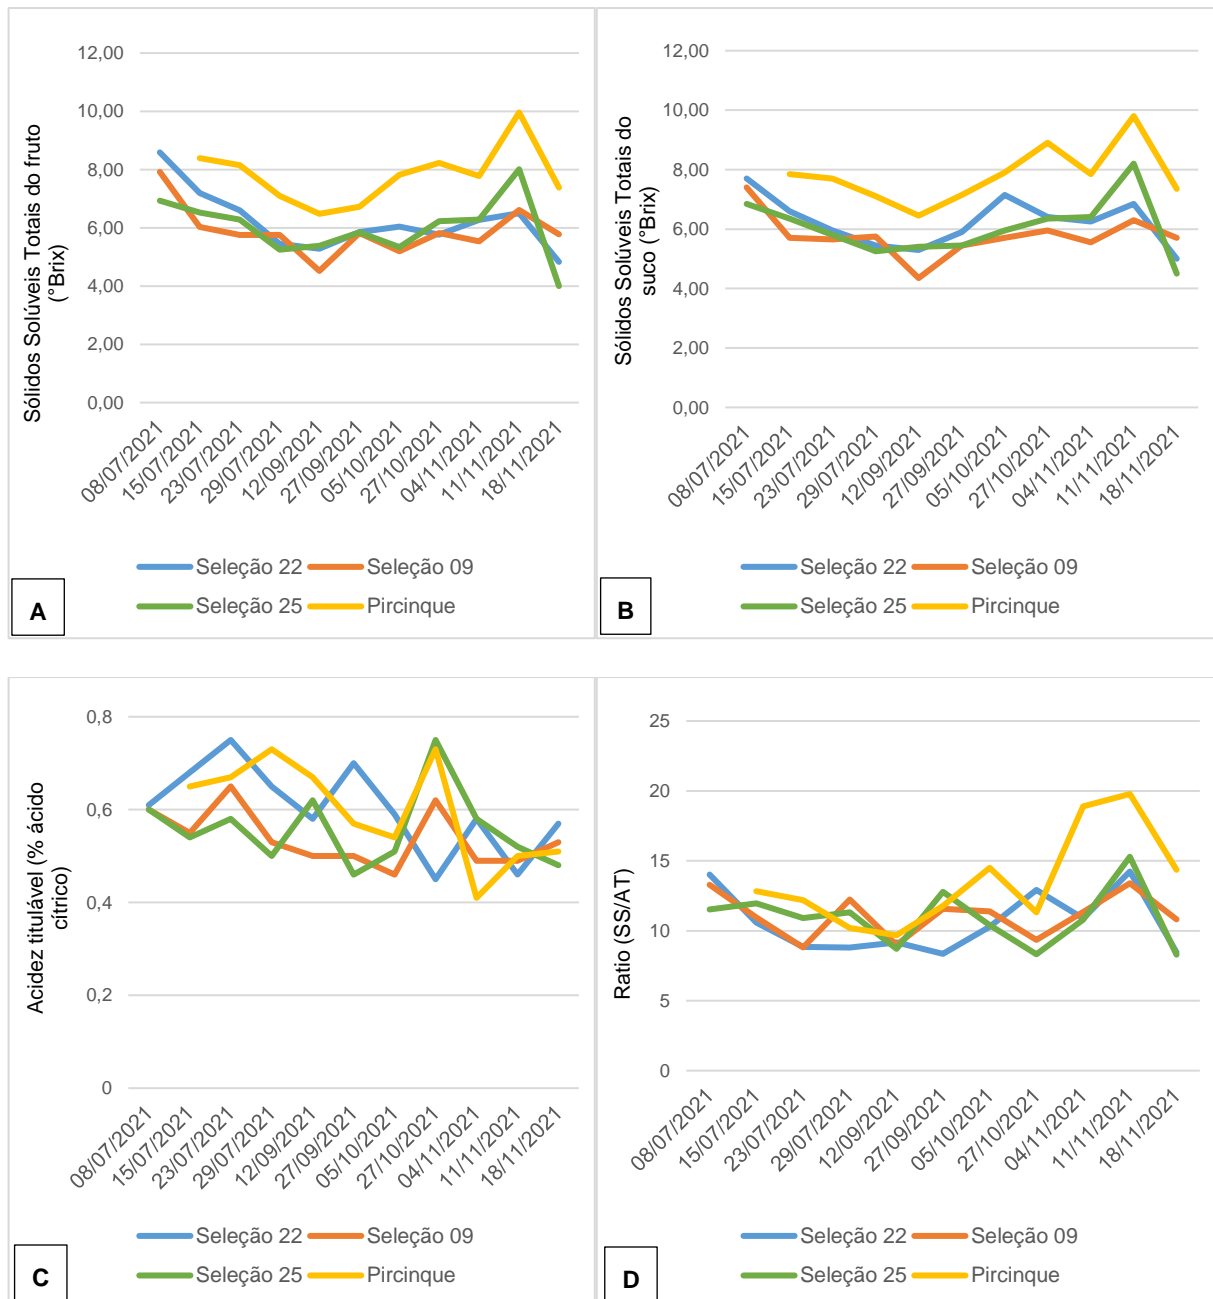 Sólidos Solúveis Totais do fruto
(°Brix)
12,00
10,00
8,00
6,00
4,00
2,00
0,00
08/07/2021
15/07/2021
23/07/2021
29/07/2021
12/09/2021
27/09/2021
05/10/2021
27/10/2021
04/11/2021
11/11/2021
18/11/2021
Seleção 22
Seleção 09
Seleção 25
Pircinque
A
Sólidos Solúveis Totais do
suco (°Brix)
12,00
10,00
8,00
6,00
4,00
2,00
0,00
08/07/2021
15/07/2021
23/07/2021
29/07/2021
12/09/2021
27/09/2021
05/10/2021
27/10/2021
04/11/2021
11/11/2021
18/11/2021
Seleção 22
Seleção 09
Seleção 25
Pircinque
B
Acidez titulável (% ácido
cítrico)
0,8
0,6
0,4
0,2
0
08/07/2021
15/07/2021
23/07/2021
29/07/2021
12/09/2021
27/09/2021
05/10/2021
27/10/2021
04/11/2021
11/11/2021
18/11/2021
Seleção 22
Seleção 09
Seleção 25
Pircinque
C
Ratio (SS/AT)
25
20
15
10
5
0
08/07/2021
15/07/2021
23/07/2021
29/07/2021
12/09/2021
27/09/2021
05/10/2021
27/10/2021
04/11/2021
11/11/2021
18/11/2021
Seleção 22
Seleção 09
Seleção 25
Pircinque
D